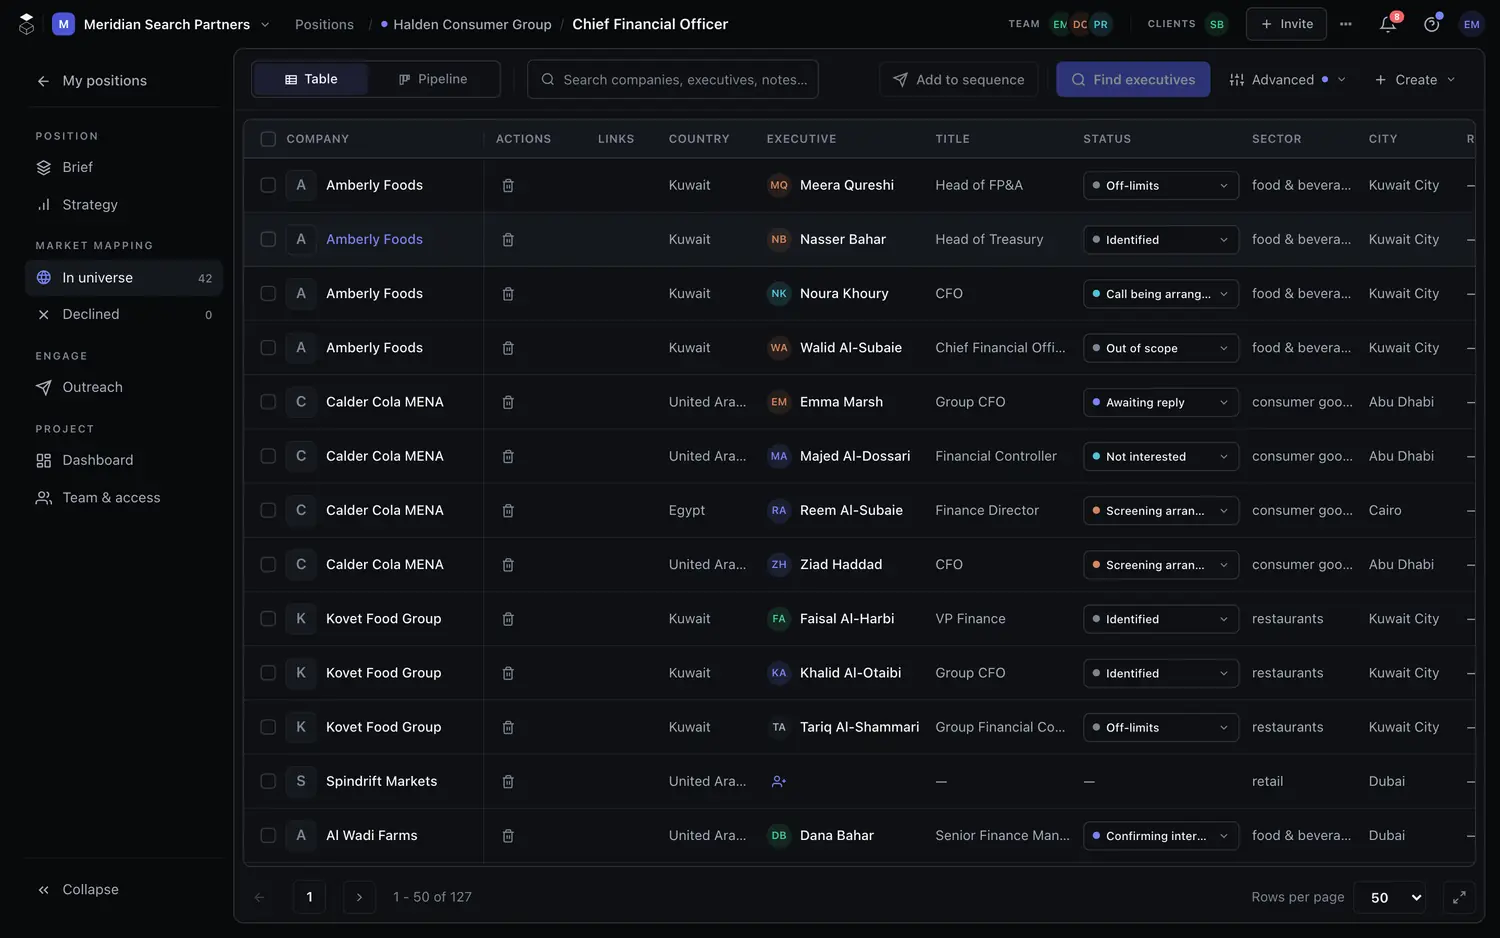 M Meridian Search Partners Positions / Halden Consumer Group / Chief Financial Officer TEAM EM DC PR CLIENTS SB + Invite 8 EM
My positions
POSITION
Brief
Strategy
MARKET MAPPING
In universe 42
Declined 0
ENGAGE
Outreach
PROJECT
Dashboard
Team & access
Collapse
Table Pipeline Search companies, executives, notes... Add to sequence Find executives Advanced + Create
COMPANY ACTIONS LINKS COUNTRY EXECUTIVE TITLE STATUS SECTOR CITY R
A Amberly Foods Kuwait MQ Meera Qureshi Head of FP&A Off-limits food & bevera... Kuwait City —
A Amberly Foods Kuwait NB Nasser Bahar Head of Treasury Identified food & bevera... Kuwait City —
A Amberly Foods Kuwait NK Noura Khoury CFO Call being arrang... food & bevera... Kuwait City —
A Amberly Foods Kuwait WA Walid Al-Subaie Chief Financial Offi... Out of scope food & bevera... Kuwait City —
C Calder Cola MENA United Ara... EM Emma Marsh Group CFO Awaiting reply consumer goo... Abu Dhabi —
C Calder Cola MENA United Ara... MA Majed Al-Dossari Financial Controller Not interested consumer goo... Abu Dhabi —
C Calder Cola MENA Egypt RA Reem Al-Subaie Finance Director Screening arran... consumer goo... Cairo —
C Calder Cola MENA United Ara... ZH Ziad Haddad CFO Screening arran... consumer goo... Abu Dhabi —
K Kovet Food Group Kuwait FA Faisal Al-Harbi VP Finance Identified restaurants Kuwait City —
K Kovet Food Group Kuwait KA Khalid Al-Otaibi Group CFO Identified restaurants Kuwait City —
K Kovet Food Group Kuwait TA Tariq Al-Shammari Group Financial Co... Off-limits restaurants Kuwait City —
S Spindrift Markets United Ara... — — retail Dubai —
A Al Wadi Farms United Ara... DB Dana Bahar Senior Finance Man... Confirming inter... food & bevera... Dubai —
1 1 - 50 of 127 Rows per page 50